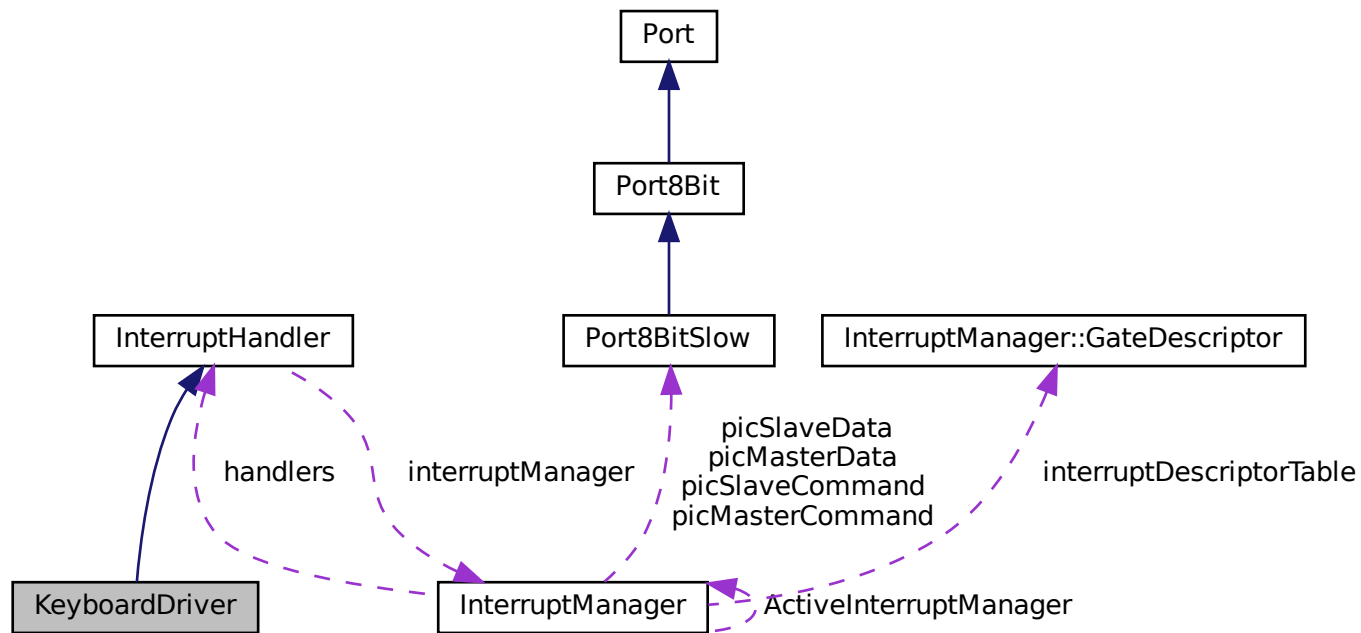 Port
Port8Bit
InterruptHandler
Port8BitSlow
InterruptManager::GateDescriptor
handlers
interruptManager
picSlaveData
picMasterData
picSlaveCommand
picMasterCommand
interruptDescriptorTable
KeyboardDriver
InterruptManager
ActiveInterruptManager